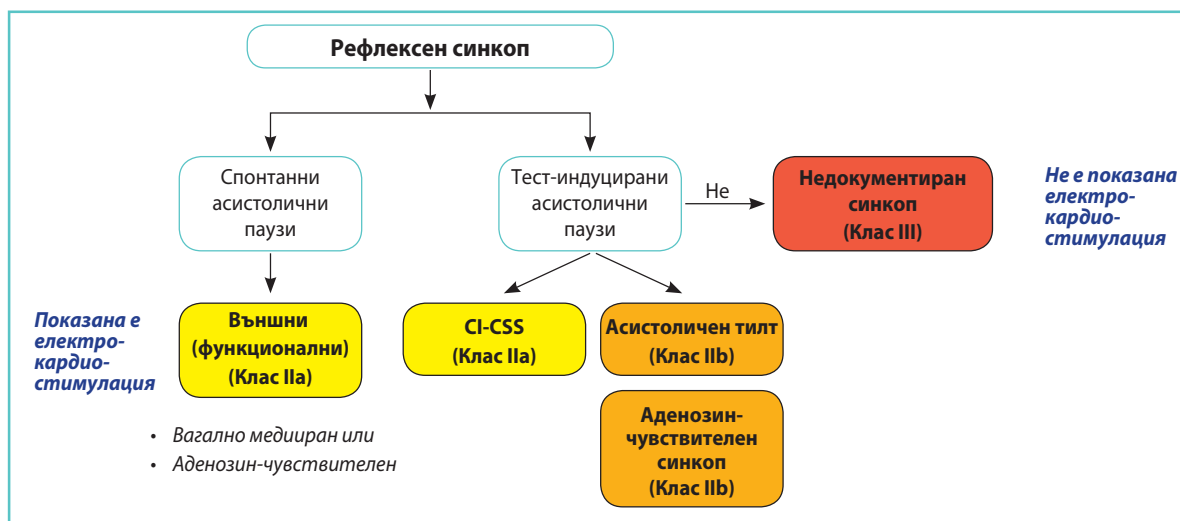 Рефлексен синкоп
Спонтанни
асистолични
паузи
Тест-индуцирани
асистолични
паузи
Не
Недокументиран
синкоп
(Клас III)
Не е показана
електро-
кардио-
стимулация
Показана е
електро-
кардио-
стимулация
Външни
(функционални)
(Клас IIa)
CI-CSS
(Клас IIa)
Асистоличен тилт
(Клас IIb)
• Вагално медииран или
• Аденозин-чувствителен
Аденозин-
чувствителен
синкоп
(Клас IIb)